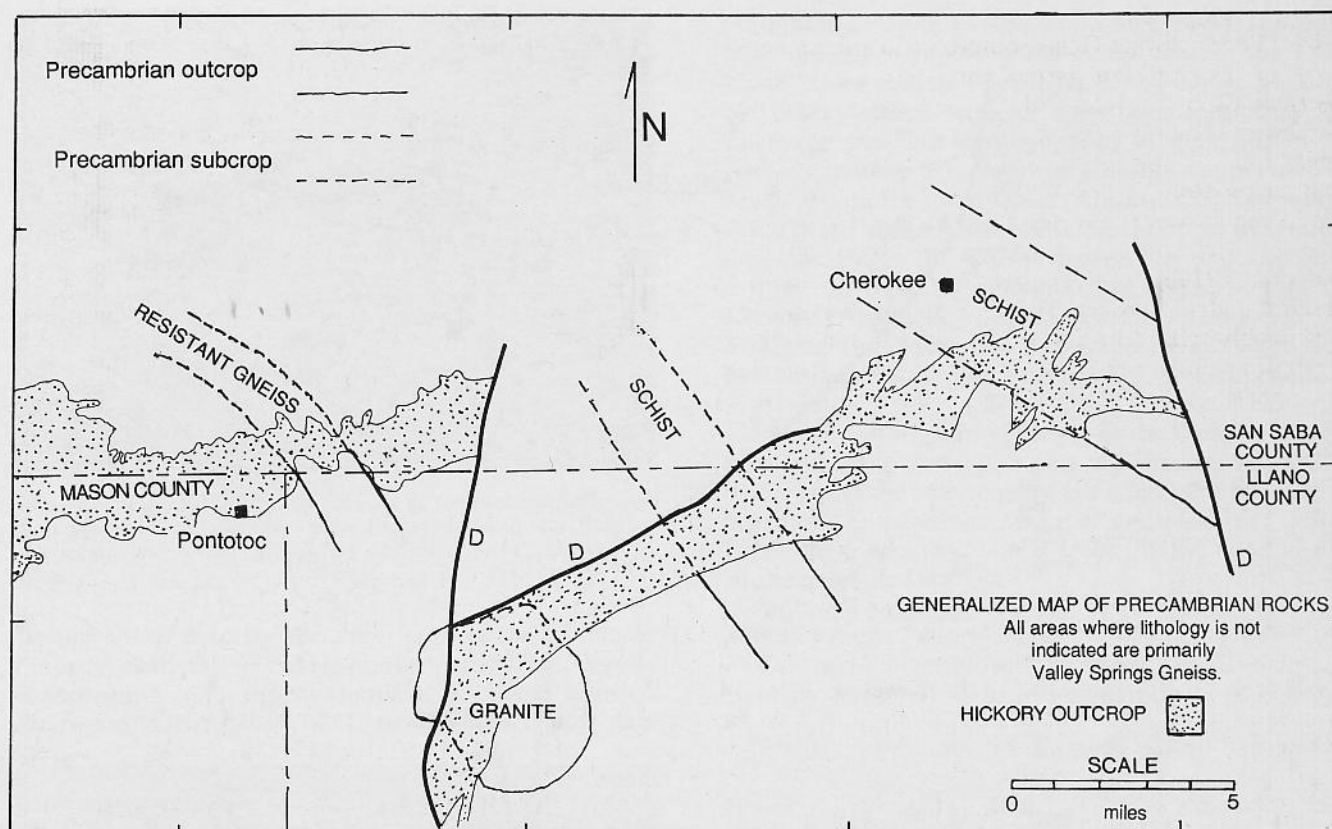 Precambrian outcrop
Precambrian subcrop
N
Cherokee
SCHIST
RESISTANT GNEISS
SCHIST
SAN SABA
COUNTY
LLANO
COUNTY
MASON COUNTY
Pontotoc
D
D
D
GRANITE
GENERALIZED MAP OF PRECAMBRIAN ROCKS
All areas where lithology is not
indicated are primarily
Valley Springs Gneiss.
HICKORY OUTCROP
SCALE
0 5
miles